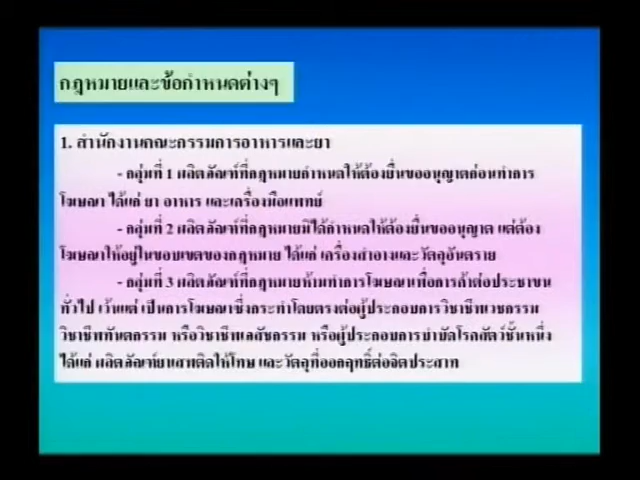 กฎหมายและข้อกำหนดต่างๆ
1. สำนักงานคณะกรรมการอาหารและยา
- กลุ่มที่ 1 ผลิตภัณฑ์ที่กฎหมายกำหนดให้ต้องยื่นขออนุญาตก่อนทำการ
โฆษณา ได้แก่ ยา อาหาร และเครื่องมือแพทย์
- กลุ่มที่ 2 ผลิตภัณฑ์ที่กฎหมายมิได้กำหนดให้ต้องยื่นขออนุญาต แต่ต้อง
โฆษณาให้อยู่ในขอบเขตของกฎหมาย ได้แก่ เครื่องสำอางและวัตถุอันตราย
- กลุ่มที่ 3 ผลิตภัณฑ์ที่กฎหมายห้ามทำการโฆษณาเพื่อการค้าต่อประชาชน
ทั่วไป เว้นแต่ เป็นการโฆษณาซึ่งกระทำโดยตรงต่อผู้ประกอบการวิชาชีพเวชกรรม
วิชาชีพทันตกรรม หรือวิชาชีพเภสัชกรรม หรือผู้ประกอบการบำบัดโรคสัตว์ชั้นหนึ่ง
ได้แก่ ผลิตภัณฑ์ยาเสพติดให้โทษ และวัตถุที่ออกฤทธิ์ต่อจิตประสาท